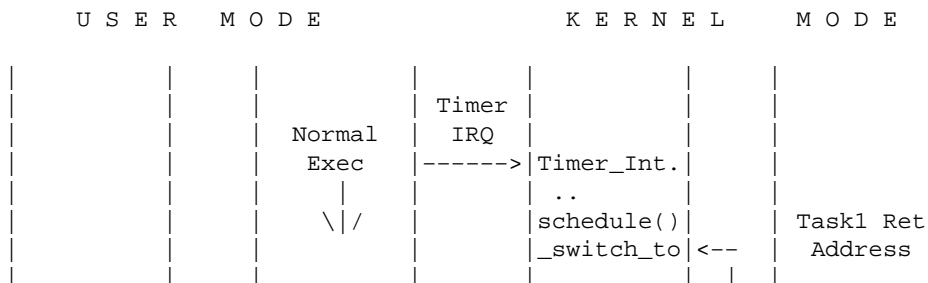 U S E R   M O D E                K E R N E L     M O D E
|          |     |          |       |          |     |
|          |     |          | Timer |          |     |
|          |     |  Normal  |  IRQ  |          |     |
|          |     |   Exec   |------>|Timer_Int.|     |
|          |     |     |    |       | ..       |     |
|          |     |    \|/   |       |schedule()|     | Task1 Ret
|          |     |          |       |_switch_to|<--  |  Address
|          |     |          |       |          |  |  |